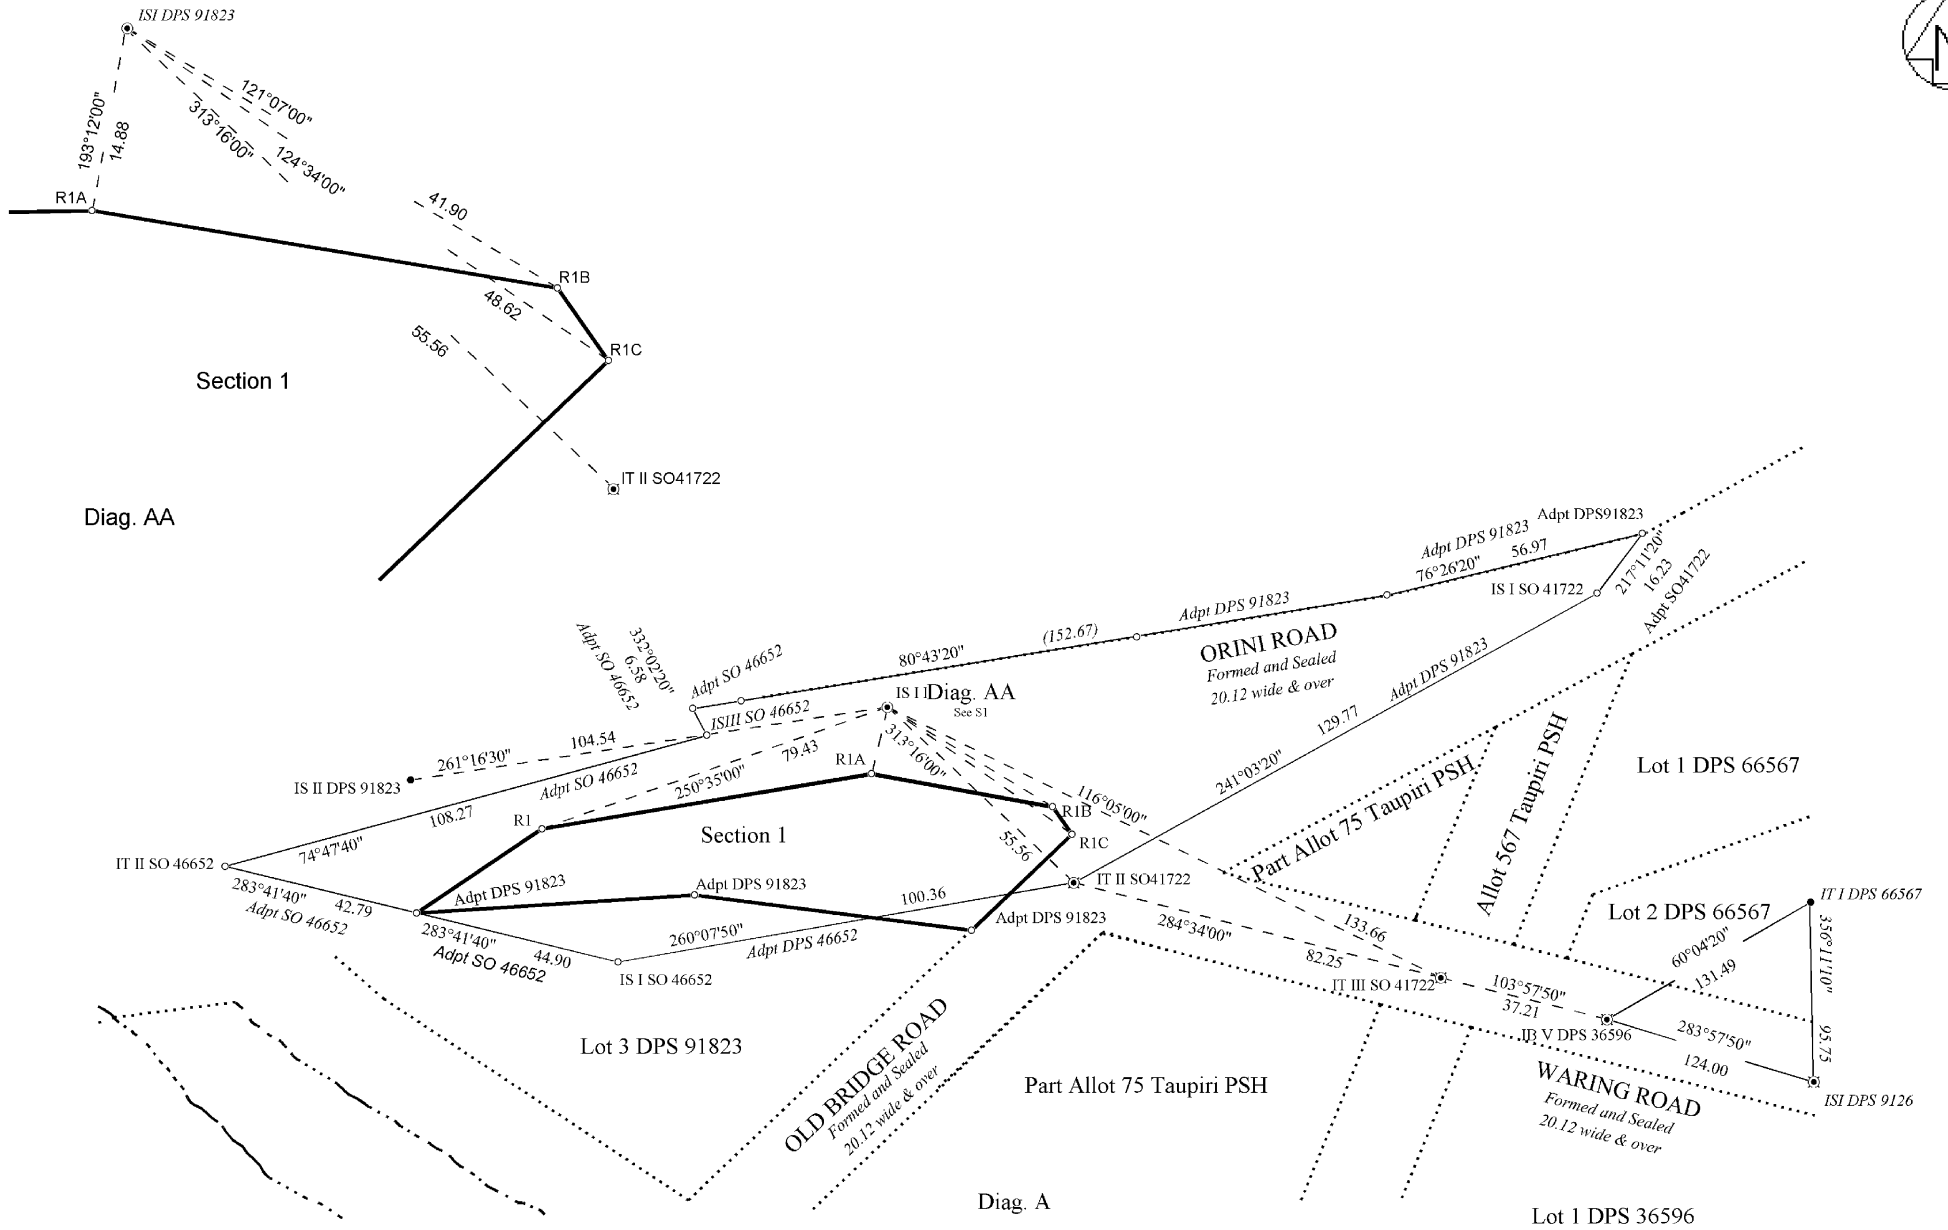 ISI DPS 91823
121°07'00"
313°16'00"
124°34'00"
193°12'00"
14.88
R1A
41.90
R1B
48.62
R1C
55.56
Section 1
IT II SO41722
Diag. AA
Adpt DPS91823
Adpt DPS 91823
56.97
76°26'20"
217°11'20"
16.23
Adpt SO41722
IS I SO 41722
Adpt DPS 91823
(152.67)
ORINI ROAD
Formed and Sealed
20.12 wide & over
80°43'20"
332°02'20"
6.58
Adpt SO 46652
Adpt SO 46652
IS I
Diag. AA
See S1
ISIII SO 46652
Adpt DPS 91823
129.77
241°03'20"
104.54
261°16'30"
79.43
250°35'00"
313°16'00"
R1A
IS II DPS 91823
Adpt SO 46652
108.27
74°47'40"
R1
Section 1
116°05'00"
R1B
R1C
55.56
Lot 1 DPS 66567
Part Allot 75 Taupiri PSH
Allot 567 Taupiri PSH
IT II SO 46652
283°41'40"
42.79
Adpt SO 46652
Adpt DPS 91823
Adpt DPS 91823
100.36
IT II SO41722
Adpt DPS 91823
260°07'50"
Adpt DPS 46652
283°41'40"
44.90
Adpt SO 46652
IS I SO 46652
284°34'00"
82.25
133.66
IT III SO 41722
103°57'50"
37.21
IB V DPS 36596
Lot 2 DPS 66567
IT I DPS 66567
60°04'20"
131.49
356°11'10"
95.75
283°57'50"
124.00
ISI DPS 9126
Lot 3 DPS 91823
OLD BRIDGE ROAD
Formed and Sealed
20.12 wide & over
Part Allot 75 Taupiri PSH
WARING ROAD
Formed and Sealed
20.12 wide & over
Diag. A
Lot 1 DPS 36596